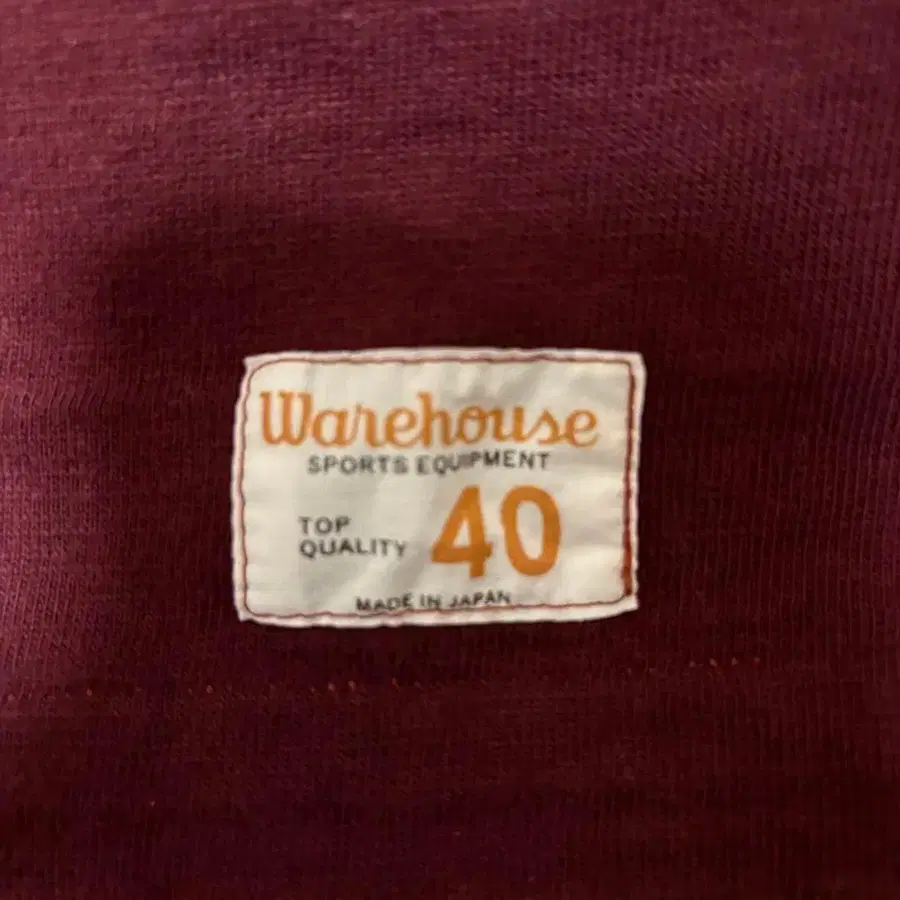 Warehouse
SPORTS EQUIPMENT
TOP
QUALITY
40
MADE IN JAPAN